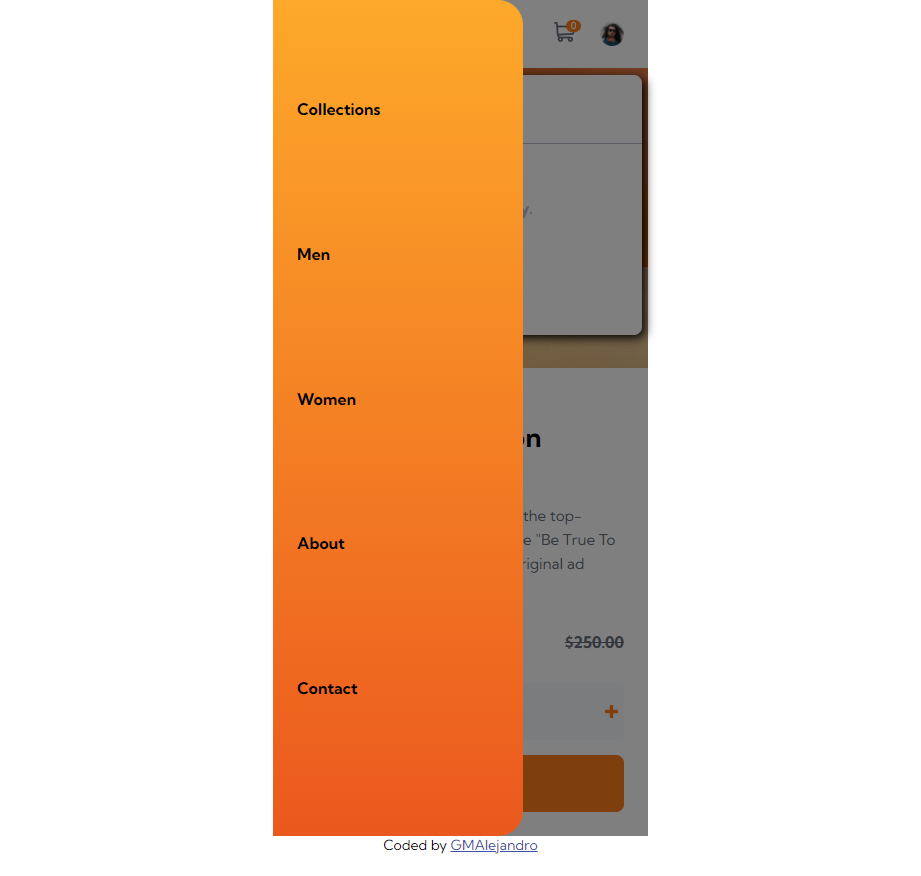 0
Collections
y.
Men
Women
on
the top-
e "Be True To
riginal ad
About
$250.00
Contact
+
Coded by GMAlejandro